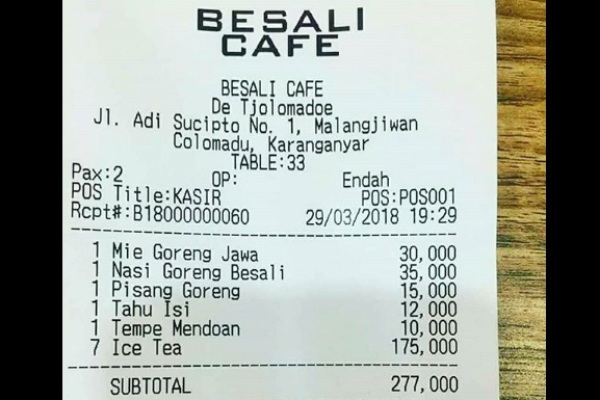 BESALI
CAFE
BESALI CAFE
De Tjolomadoe
Jl. Adi Sucipto No. 1, Malangjiwan
Colomadu, Karanganyar
TABLE:33
Pax:2 OP: Endah
POS Title:KASIR POS:POS001
Rcpt#:B18000000060 29/03/2018 19:29
1 Mie Goreng Jawa 30,000
1 Nasi Goreng Besali 35,000
1 Pisang Goreng 15,000
1 Tahu Isi 12,000
1 Tempe Mendoan 10,000
7 Ice Tea 175,000
SUBTOTAL 277,000